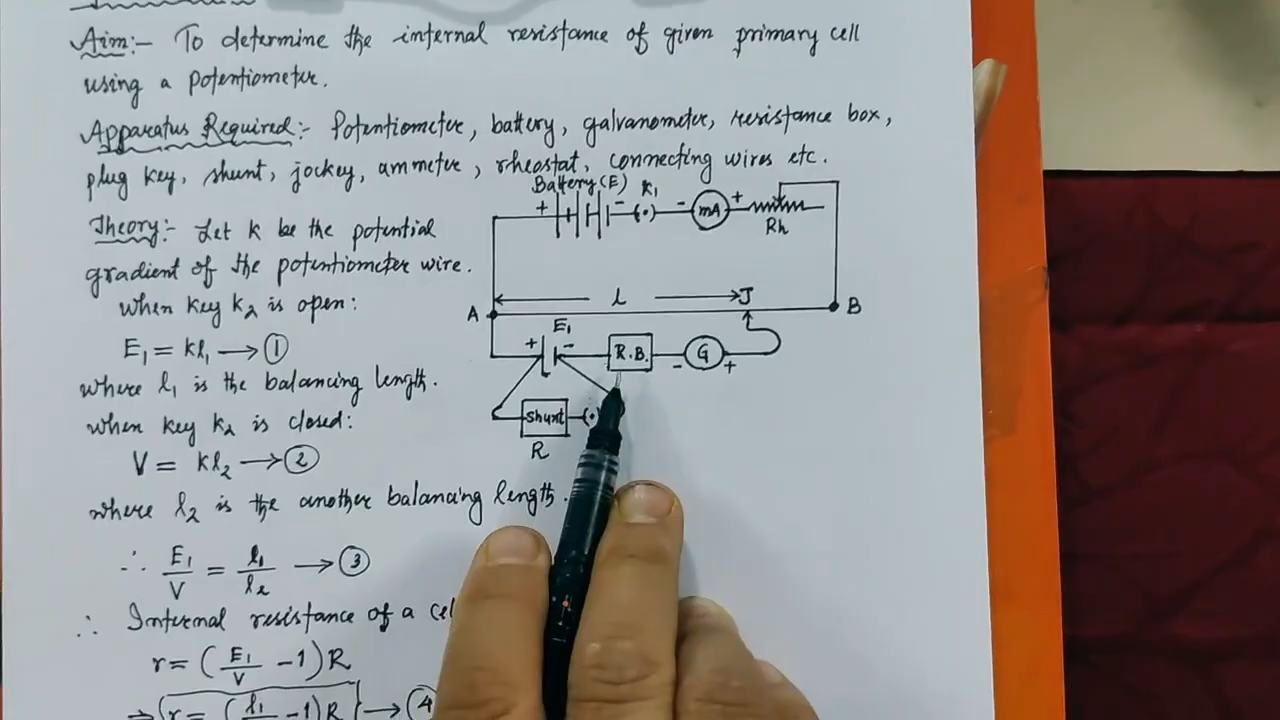 Aim:- To determine the internal resistance of given primary cell
using a potentiometer.
Apparatus Required:- Potentiometer, battery, galvanometer, resistance box,
plug key, shunt, jockey, ammeter, rheostat, connecting wires etc.
Battery (E) K₁
+ - - mA + Rh
Theory:- Let K be the potential
gradient of the potentiometer wire.
when key K₂ is open:
l J
A B
E₁
+ - R.B. - G +
E₁ = Kl₁ → ①
where l₁ is the balancing length.
Shunt
R
when key K₂ is closed:
V = Kl₂ → ②
where l₂ is the another balancing length.
∴ E₁/V = l₁/l₂ → ③
∴ Internal resistance of a cel
r = (E₁/V - 1) R
⇒ r = (l₁ - 1) R → ④